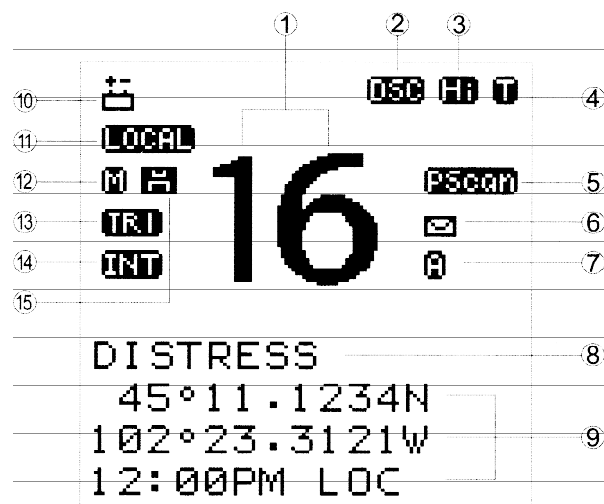 ① ② ③
⑩ + - DSC Hi T ④
⑪ LOCAL
⑫ M 16 PScan ⑤
⑬ TRI ⑥
⑭ INT A ⑦
⑮
DISTRESS ⑧
45°11.1234N
102°23.3121W ⑨
12:00PM LOC